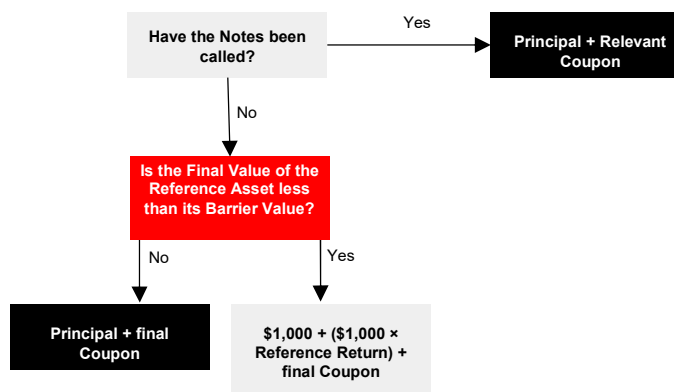 Have the Notes been
called?
Yes
Principal + Relevant
Coupon
No
Is the Final Value of the
Reference Asset less
than its Barrier Value?
No
Yes
Principal + final
Coupon
$1,000 + ($1,000 ×
Reference Return) +
final Coupon